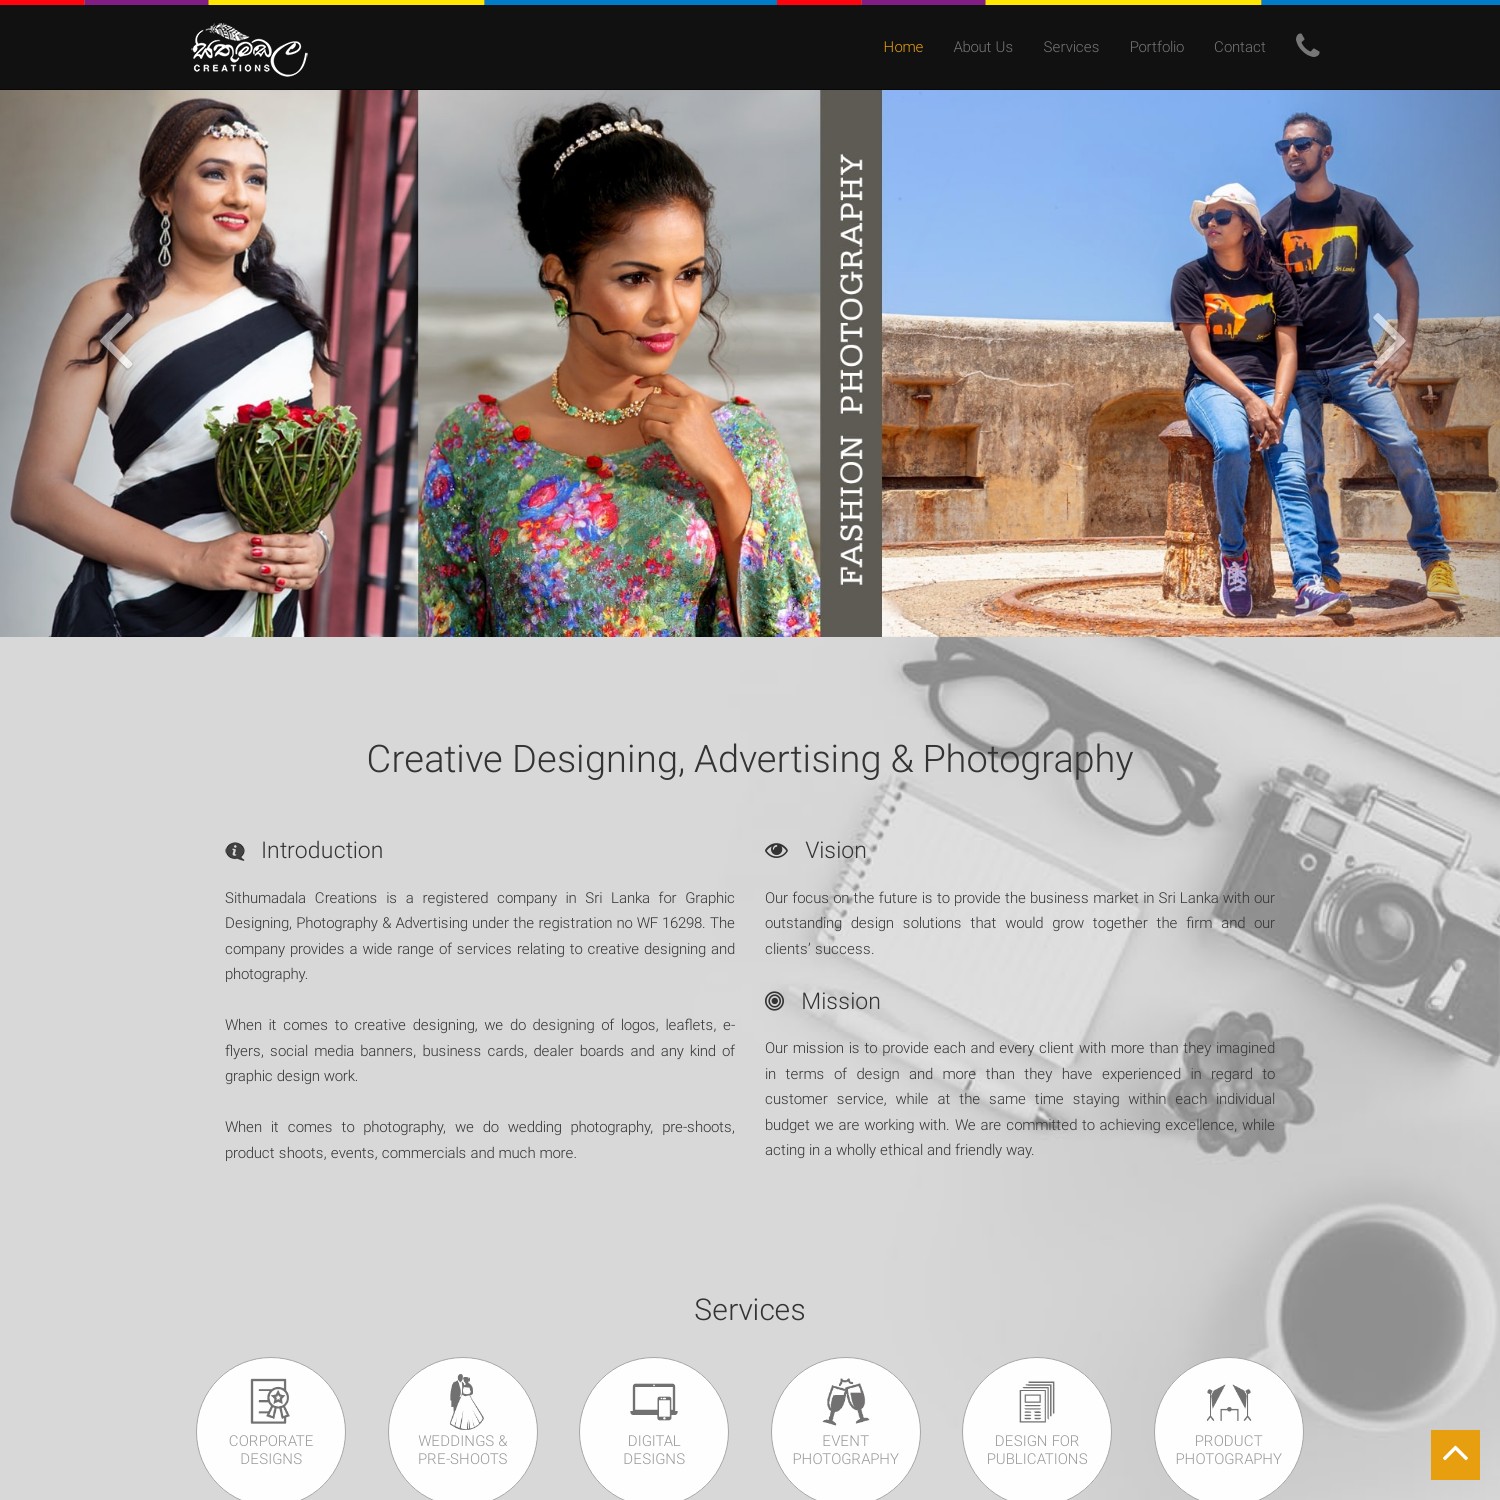 සිතුමඬල
CREATIONS
Home About Us Services Portfolio Contact
FASHION PHOTOGRAPHY
Sri Lanka
Creative Designing, Advertising & Photography
Introduction
Sithumadala Creations is a registered company in Sri Lanka for Graphic
Designing, Photography & Advertising under the registration no WF 16298. The
company provides a wide range of services relating to creative designing and
photography.
When it comes to creative designing, we do designing of logos, leaflets, e-
flyers, social media banners, business cards, dealer boards and any kind of
graphic design work.
When it comes to photography, we do wedding photography, pre-shoots,
product shoots, events, commercials and much more.
Vision
Our focus on the future is to provide the business market in Sri Lanka with our
outstanding design solutions that would grow together the firm and our
clients' success.
Mission
Our mission is to provide each and every client with more than they imagined
in terms of design and more than they have experienced in regard to
customer service, while at the same time staying within each individual
budget we are working with. We are committed to achieving excellence, while
acting in a wholly ethical and friendly way.
Services
CORPORATE
DESIGNS
WEDDINGS &
PRE-SHOOTS
DIGITAL
DESIGNS
EVENT
PHOTOGRAPHY
DESIGN FOR
PUBLICATIONS
PRODUCT
PHOTOGRAPHY